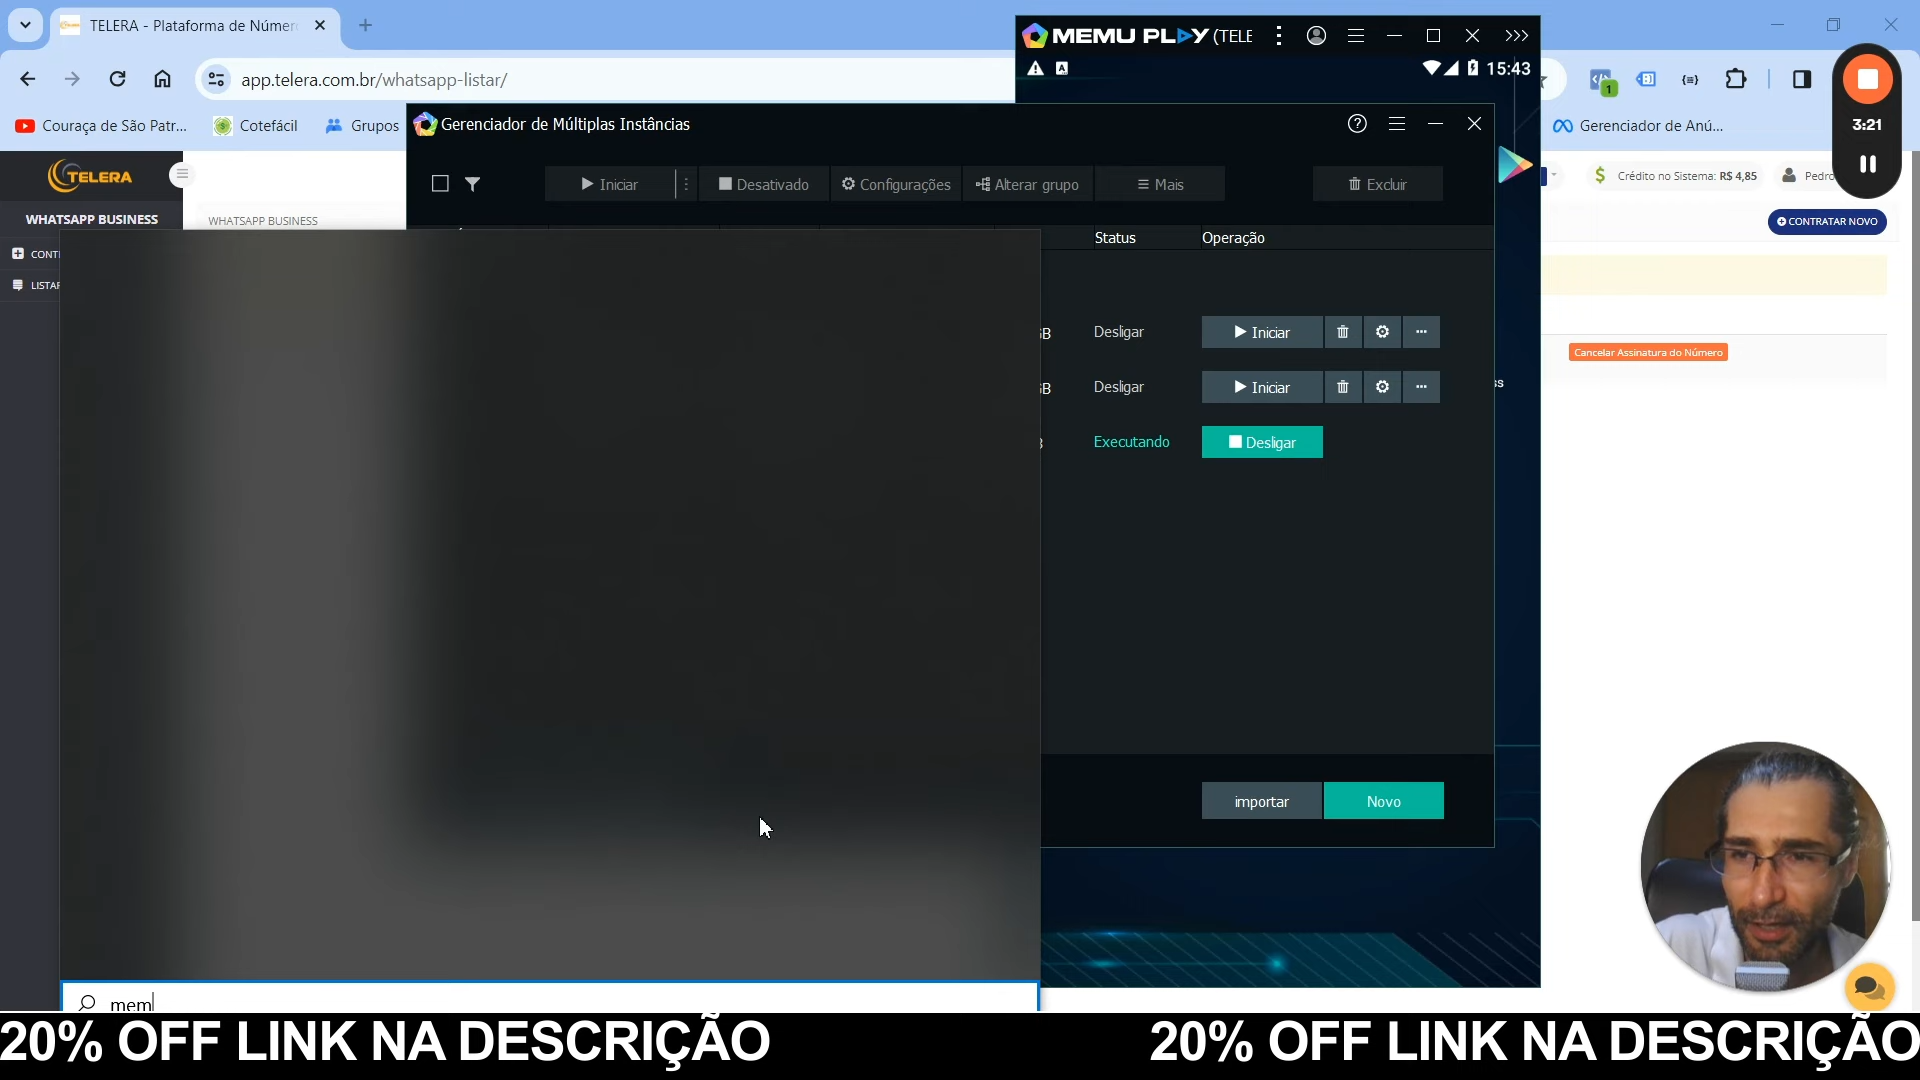 TELERA - Plataforma de Númer
MEMU PLAY (TELE
15:43
app.telera.com.br/whatsapp-listar/
1
3:21
Couraça de São Patr...
Cotefácil
Grupos
Gerenciador de Múltiplas Instâncias
Gerenciador de Anú...
TELERA
Iniciar
Desativado
Configurações
Alterar grupo
Mais
Excluir
Crédito no Sistema: R$ 4,85
Pedro
WHATSAPP BUSINESS
WHATSAPP BUSINESS
CONTRATAR NOVO
Status
Operação
CONT
LISTAR
GB
Desligar
Iniciar
Cancelar Assinatura do Número
GB
Desligar
Iniciar
ss
Executando
Desligar
importar
Novo
mem
20% OFF LINK NA DESCRIÇÃO
20% OFF LINK NA DESCRIÇÃO